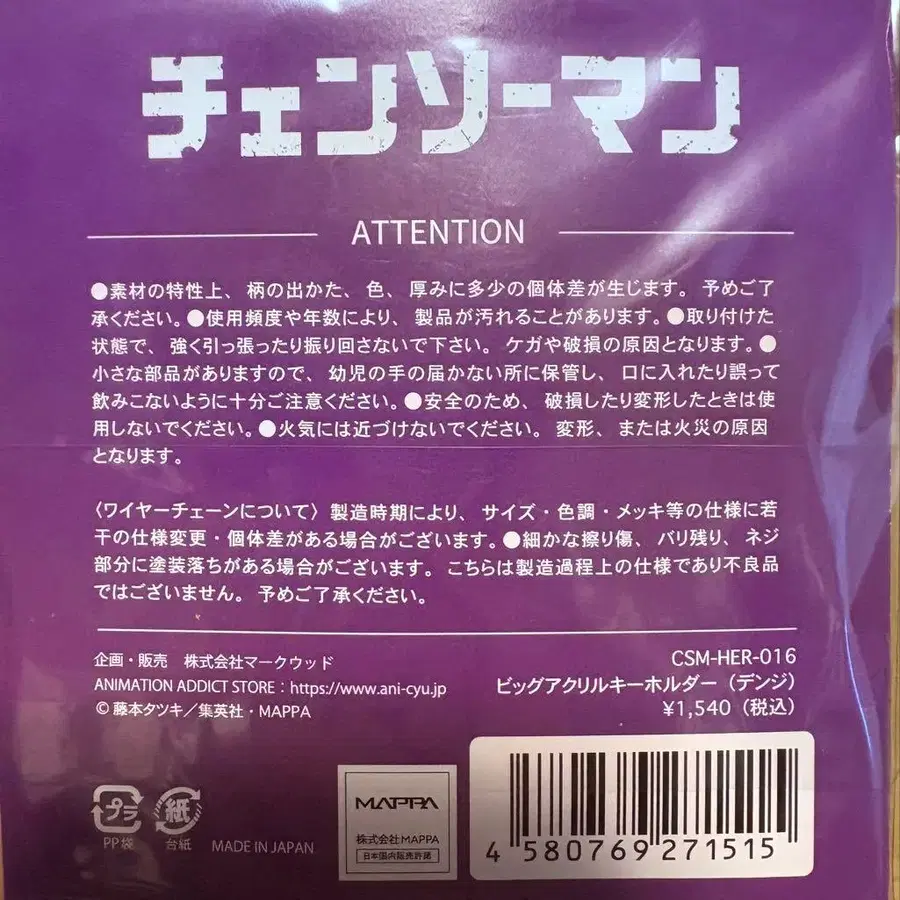 チェンソーマン
ATTENTION
●素材の特性上、柄の出かた、色、厚みに多少の個体差が生じます。予めご了
承ください。●使用頻度や年数により、製品が汚れることがあります。●取り付けた
状態で、強く引っ張ったり振り回さないで下さい。ケガや破損の原因となります。●
小さな部品がありますので、幼児の手の届かない所に保管し、口に入れたり誤って
飲みこないように十分ご注意ください。●安全のため、破損したり変形したときは使
用しないでください。●火気には近づけないでください。変形、または火災の原因
となります。
〈ワイヤーチェーンについて〉製造時期により、サイズ・色調・メッキ等の仕様に若
干の仕様変更・個体差がある場合がございます。●細かな擦り傷、バリ残り、ネジ
部分に塗装落ちがある場合がございます。こちらは製造過程上の仕様であり不良品
ではございません。予めご了承ください。
企画・販売 株式会社マークウッド
ANIMATION ADDICT STORE：https://www.ani-cyu.jp
©藤本タツキ／集英社・MAPPA
CSM-HER-016
ビッグアクリルキーホルダー（デンジ）
¥1,540（税込）
プラ
PP袋
紙
台紙
MADE IN JAPAN
MAPPA
株式会社MAPPA
日本国内販売許諾
4 580769 271515